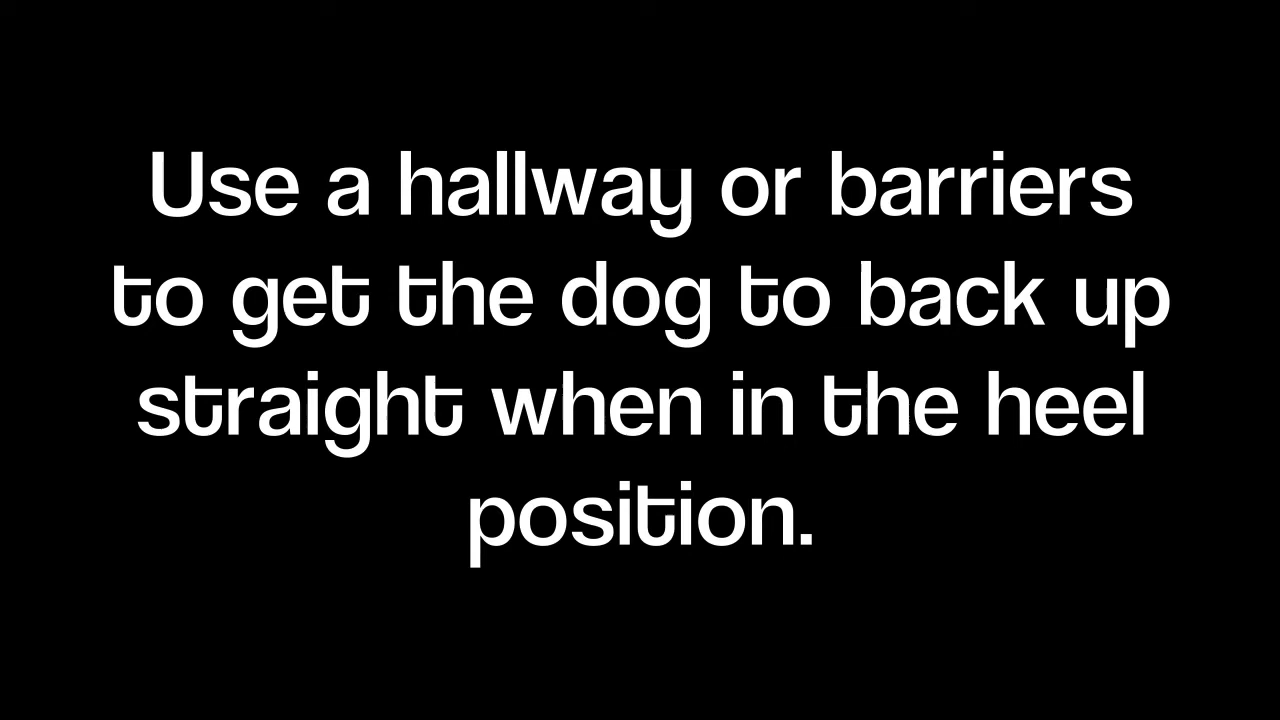 Use a hallway or barriers
to get the dog to back up
straight when in the heel
position.